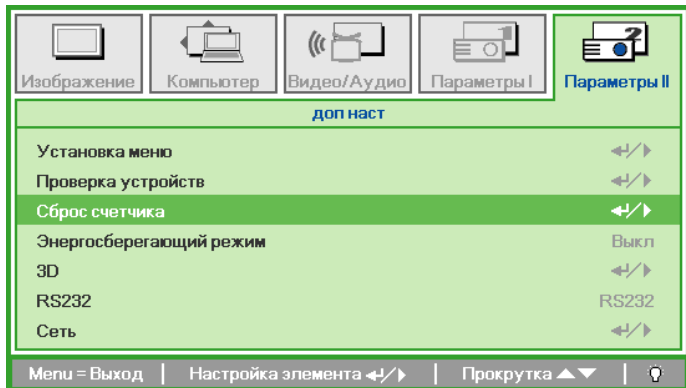 Изображение
Компьютер
Видео/Аудио
Параметры I
Параметры II
доп наст
Установка меню
Проверка устройств
Сброс счетчика
Энергосберегающий режим Выкл
3D
RS232 RS232
Сеть
Menu = Выход | Настройка элемента ↵/▶ | Прокрутка ▲▼